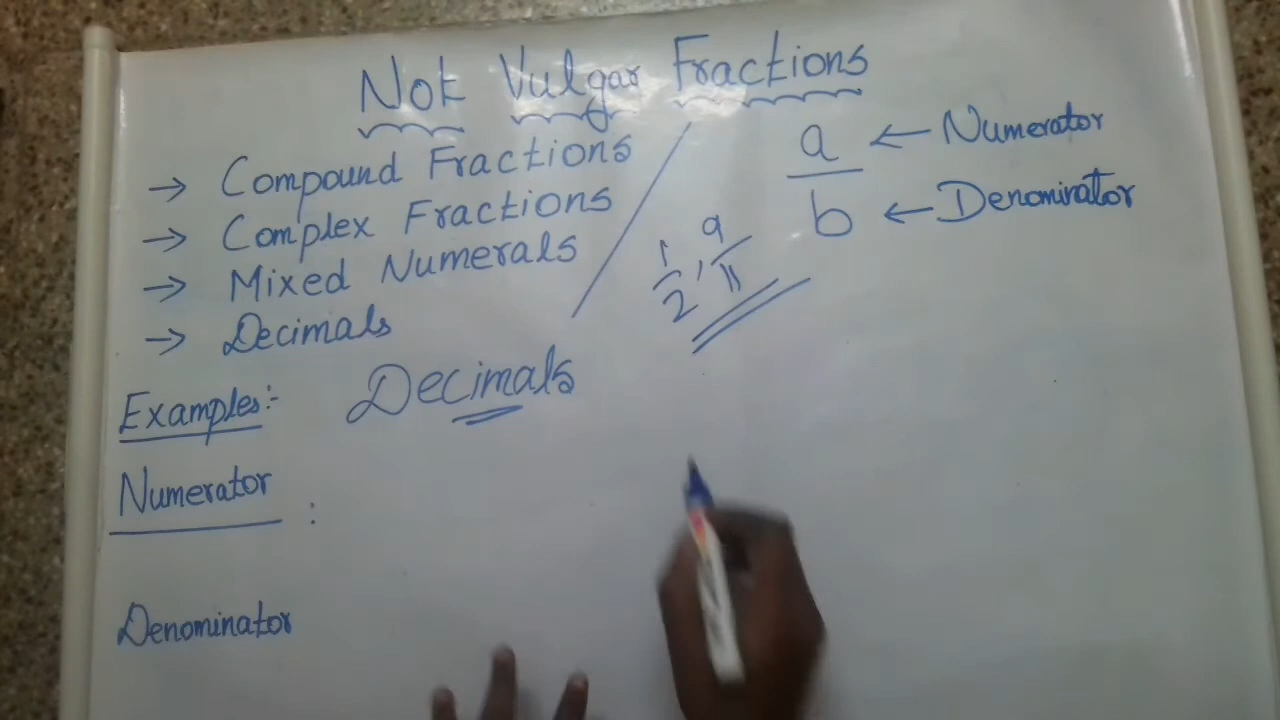 Not Vulgar Fractions
→ Compound Fractions
→ Complex Fractions
→ Mixed Numerals
→ Decimals
a ← Numerator
b ← Denominator
1/2, 9/11
Examples:-
Decimals
Numerator :
Denominator